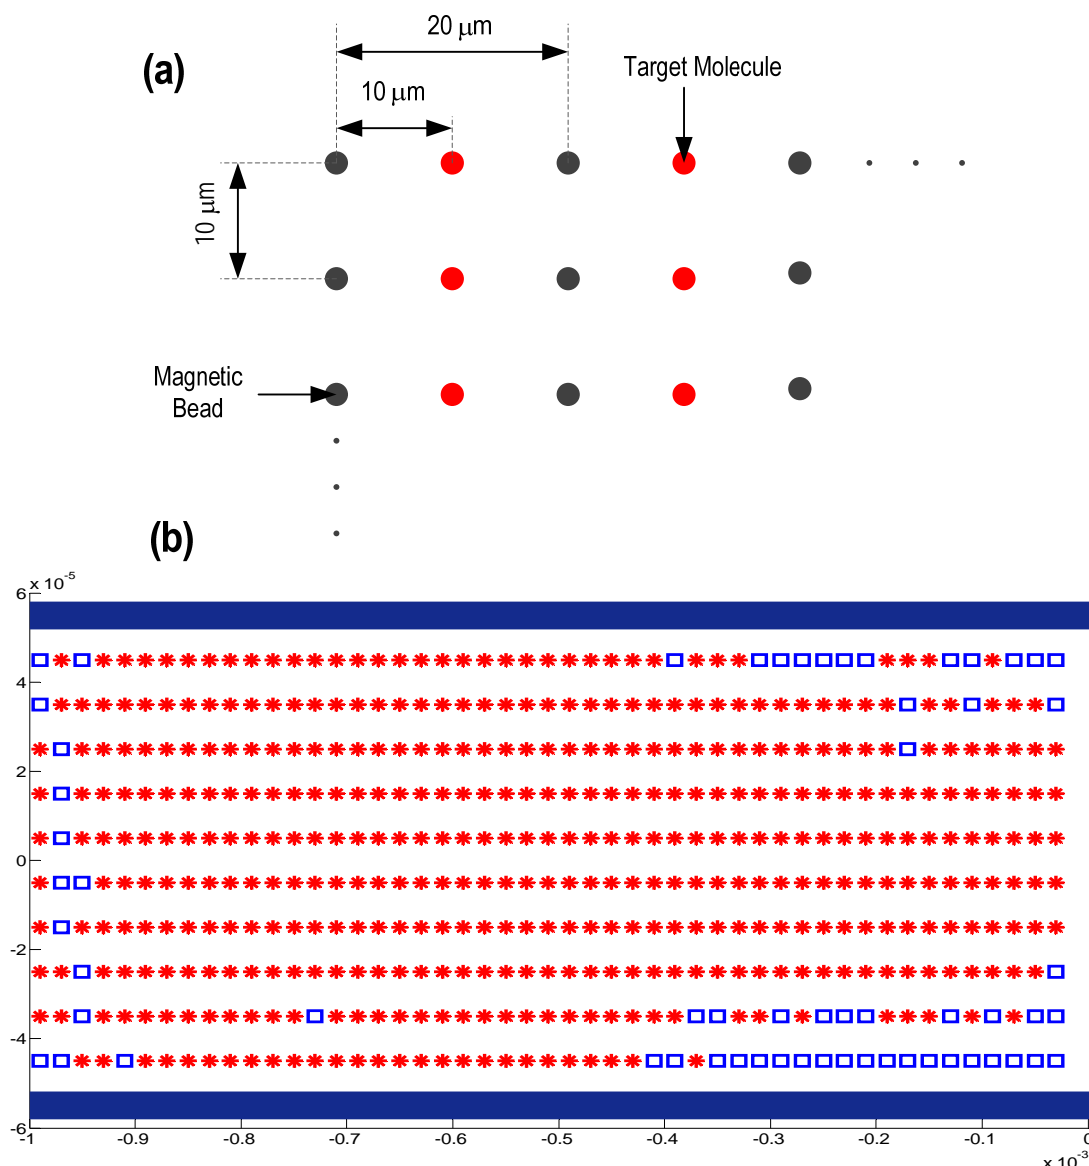 (a)
20 μm
10 μm
Target Molecule
10 μm
Magnetic
Bead
(b)
x 10-5
6
4
2
0
-2
-4
-6
-1
-0.9
-0.8
-0.7
-0.6
-0.5
-0.4
-0.3
-0.2
-0.1
0
x 10-3